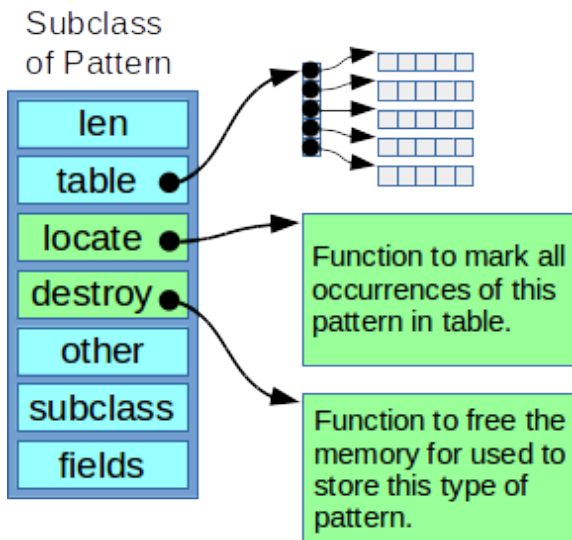 Subclass
of Pattern
len
table
locate
destroy
other
subclass
fields
Function to mark all
occurrences of this
pattern in table.
Function to free the
memory for used to
store this type of
pattern.